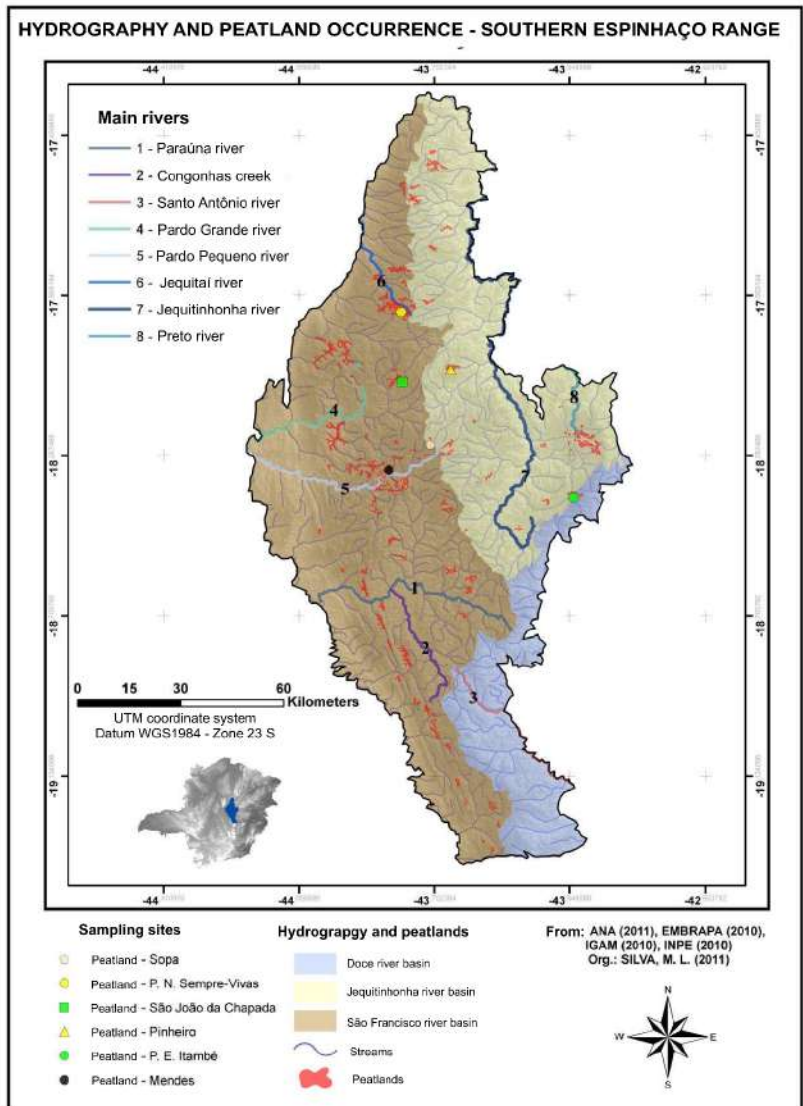 HYDROGRAPHY AND PEATLAND OCCURRENCE - SOUTHERN ESPINHAÇO RANGE
-44
-44
-43
-43
-42
Main rivers
1 - Paraúna river
2 - Congonhas creek
3 - Santo Antônio river
4 - Pardo Grande river
5 - Pardo Pequeno river
6 - Jequitaí river
7 - Jequitinhonha river
8 - Preto river
-17
-17
-17
-17
6
4
8
7
-18
-18
5
1
-18
-18
2
3
0 15 30 60
Kilometers
UTM coordinate system
Datum WGS1984 - Zone 23 S
-19
-19
-44
-44
-43
-43
-42
Sampling sites
Peatland - Sopa
Peatland - P. N. Sempre-Vivas
Peatland - São João da Chapada
Peatland - Pinheiro
Peatland - P. E. Itambé
Peatland - Mendes
Hydrograpgy and peatlands
Doce river basin
Jequitinhonha river basin
São Francisco river basin
Streams
Peatlands
From: ANA (2011), EMBRAPA (2010),
IGAM (2010), INPE (2010)
Org.: SILVA, M. L. (2011)
N
W E
S